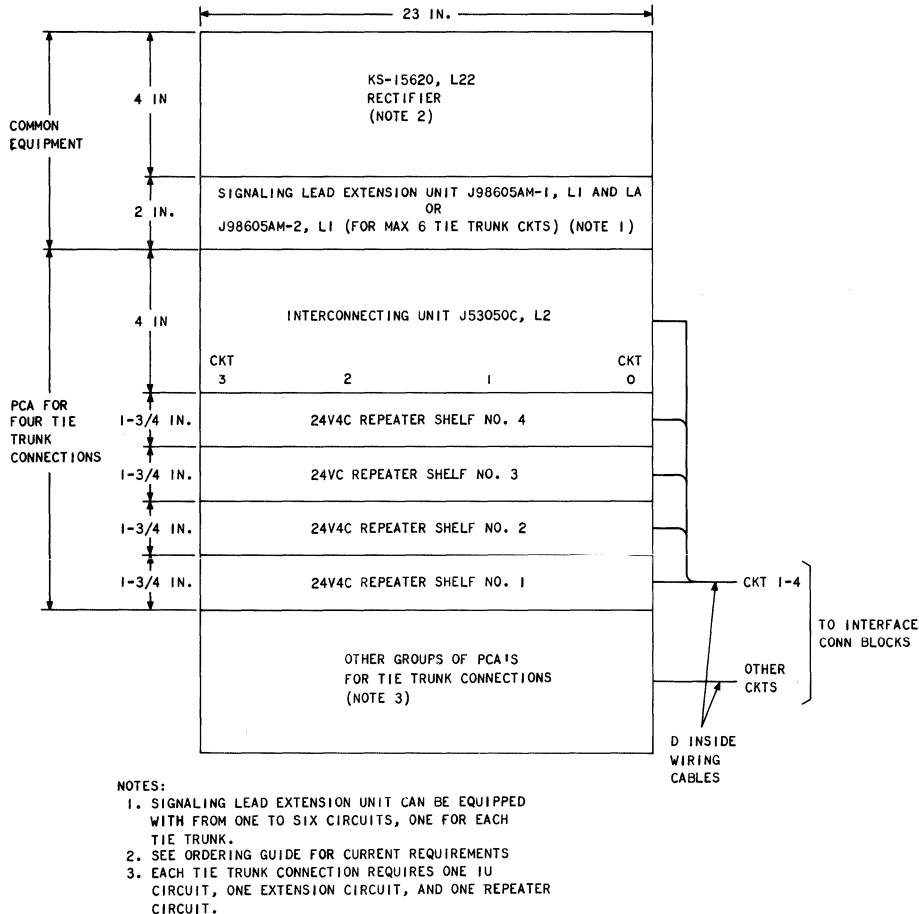 23 IN.
COMMON
EQUIPMENT
4 IN
KS-15620, L22
RECTIFIER
(NOTE 2)
2 IN.
SIGNALING LEAD EXTENSION UNIT J98605AM-1, L1 AND LA
OR
J98605AM-2, L1 (FOR MAX 6 TIE TRUNK CKTS) (NOTE 1)
PCA FOR
FOUR TIE
TRUNK
CONNECTIONS
4 IN
INTERCONNECTING UNIT J53050C, L2
CKT
3
2
1
CKT
0
1-3/4 IN.
24V4C REPEATER SHELF NO. 4
1-3/4 IN.
24VC REPEATER SHELF NO. 3
1-3/4 IN.
24V4C REPEATER SHELF NO. 2
1-3/4 IN.
24V4C REPEATER SHELF NO. 1
CKT 1-4
OTHER
CKTS
TO INTERFACE
CONN BLOCKS
OTHER GROUPS OF PCA'S
FOR TIE TRUNK CONNECTIONS
(NOTE 3)
D INSIDE
WIRING
CABLES
NOTES:
1. SIGNALING LEAD EXTENSION UNIT CAN BE EQUIPPED
WITH FROM ONE TO SIX CIRCUITS, ONE FOR EACH
TIE TRUNK.
2. SEE ORDERING GUIDE FOR CURRENT REQUIREMENTS
3. EACH TIE TRUNK CONNECTION REQUIRES ONE IU
CIRCUIT, ONE EXTENSION CIRCUIT, AND ONE REPEATER
CIRCUIT.